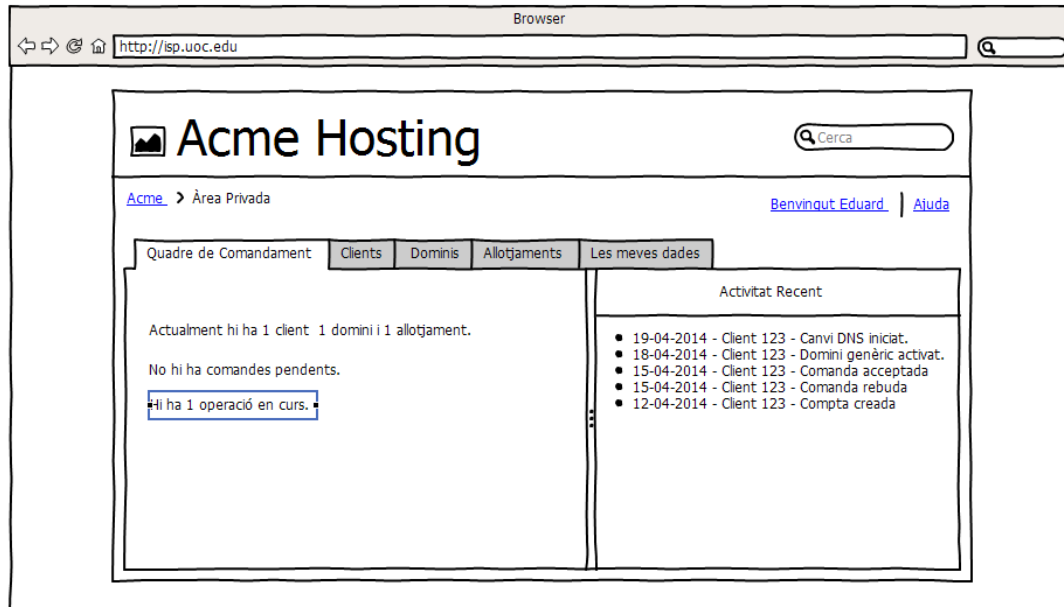 Browser
http://isp.uoc.edu
Acme Hosting
Cerca
Acme > Àrea Privada
Benvingut Eduard | Ajuda
Quadre de Comandament
Clients
Dominis
Allotjaments
Les meves dades
Actualment hi ha 1 client 1 domini i 1 allotjament.
No hi ha comandes pendents.
Hi ha 1 operació en curs.
Activitat Recent
19-04-2014 - Client 123 - Canvi DNS iniciat.
18-04-2014 - Client 123 - Domini genèric activat.
15-04-2014 - Client 123 - Comanda acceptada
15-04-2014 - Client 123 - Comanda rebuda
12-04-2014 - Client 123 - Compta creada